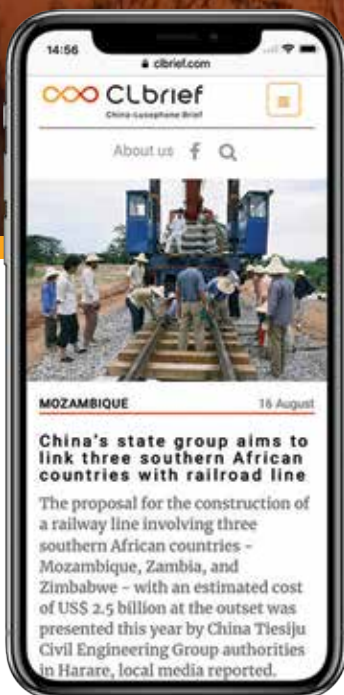 14:56
clbrief.com
CLbrief
China-Lusophone Brief
About us
MOZAMBIQUE
16 August
China's state group aims to
link three southern African
countries with railroad line
The proposal for the construction of
a railway line involving three
southern African countries –
Mozambique, Zambia, and
Zimbabwe – with an estimated cost
of US$ 2.5 billion at the outset was
presented this year by China Tiesiju
Civil Engineering Group authorities
in Harare, local media reported.